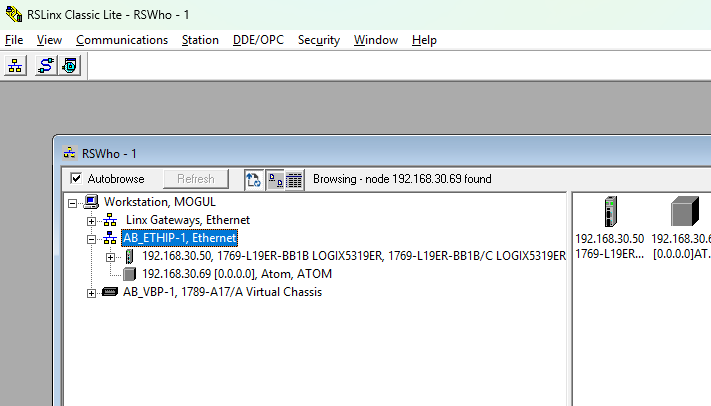 RSLinx Classic Lite - RSWho - 1
File View Communications Station DDE/OPC Security Window Help
RSWho - 1
Autobrowse Refresh Browsing - node 192.168.30.69 found
Workstation, MOGUL
Linx Gateways, Ethernet
AB_ETHIP-1, Ethernet
192.168.30.50, 1769-L19ER-BB1B LOGIX5319ER, 1769-L19ER-BB1B/C LOGIX5319ER
192.168.30.69 [0.0.0.0], Atom, ATOM
AB_VBP-1, 1789-A17/A Virtual Chassis
192.168.30.50
1769-L19ER...
192.168.30.6
[0.0.0.0]AT..